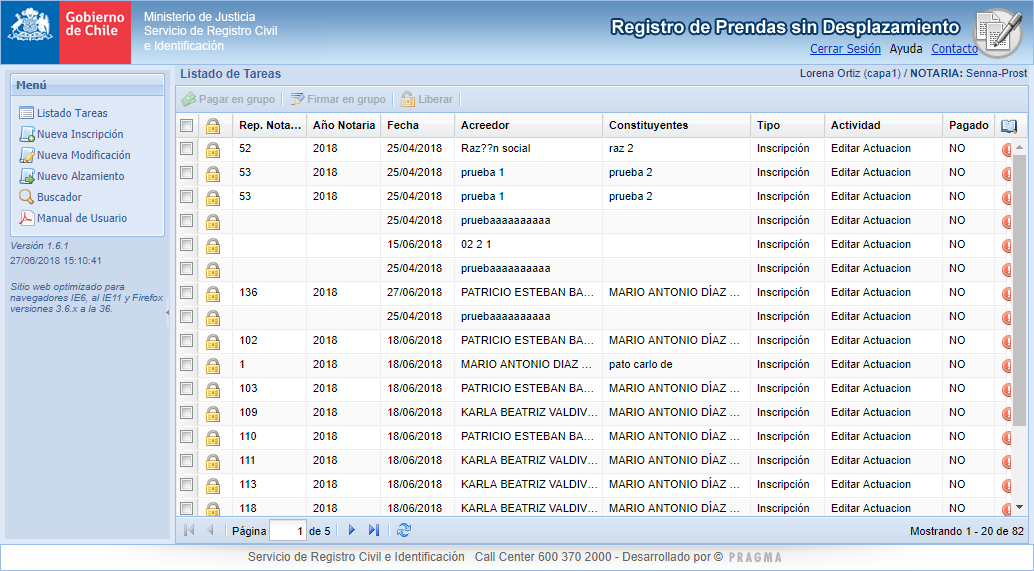 Gobierno
de Chile
Ministerio de Justicia
Servicio de Registro Civil
e Identificación
Registro de Prendas sin Desplazamiento
Cerrar Sesión Ayuda Contacto
Menú
Listado Tareas
Nueva Inscripción
Nueva Modificación
Nuevo Alzamiento
Buscador
Manual de Usuario
Versión 1.6.1
27/06/2018 15:10:41
Sitio web optimizado para
navegadores IE6, al IE11 y Firefox
versiones 3.6.x a la 36.
Listado de Tareas Lorena Ortiz (capa1) / NOTARIA: Senna-Prost
Pagar en grupo Firmar en grupo Liberar
Rep. Nota... Año Notaria Fecha Acreedor Constituyentes Tipo Actividad Pagado
52 2018 25/04/2018 Raz??n social raz 2 Inscripción Editar Actuacion NO
53 2018 25/04/2018 prueba 1 prueba 2 Inscripción Editar Actuacion NO
53 2018 25/04/2018 prueba 1 prueba 2 Inscripción Editar Actuacion NO
25/04/2018 pruebaaaaaaaaaa Inscripción Editar Actuacion NO
15/06/2018 02 2 1 Inscripción Editar Actuacion NO
25/04/2018 pruebaaaaaaaaaa Inscripción Editar Actuacion NO
136 2018 27/06/2018 PATRICIO ESTEBAN BA... MARIO ANTONIO DÍAZ ... Inscripción Editar Actuacion NO
25/04/2018 pruebaaaaaaaaaa Inscripción Editar Actuacion NO
102 2018 18/06/2018 PATRICIO ESTEBAN BA... MARIO ANTONIO DÍAZ ... Inscripción Editar Actuacion NO
1 2018 18/06/2018 MARIO ANTONIO DIAZ ... pato carlo de Inscripción Editar Actuacion NO
103 2018 18/06/2018 PATRICIO ESTEBAN BA... MARIO ANTONIO DÍAZ ... Inscripción Editar Actuacion NO
109 2018 18/06/2018 KARLA BEATRIZ VALDIV... MARIO ANTONIO DÍAZ ... Inscripción Editar Actuacion NO
110 2018 18/06/2018 PATRICIO ESTEBAN BA... MARIO ANTONIO DÍAZ ... Inscripción Editar Actuacion NO
111 2018 18/06/2018 KARLA BEATRIZ VALDIV... MARIO ANTONIO DÍAZ ... Inscripción Editar Actuacion NO
113 2018 18/06/2018 KARLA BEATRIZ VALDIV... MARIO ANTONIO DÍAZ ... Inscripción Editar Actuacion NO
118 2018 18/06/2018 KARLA BEATRIZ VALDIV... MARIO ANTONIO DÍAZ ... Inscripción Editar Actuacion NO
Página 1 de 5 Mostrando 1 - 20 de 82
Servicio de Registro Civil e Identificación Call Center 600 370 2000 - Desarrollado por © PRAGMA